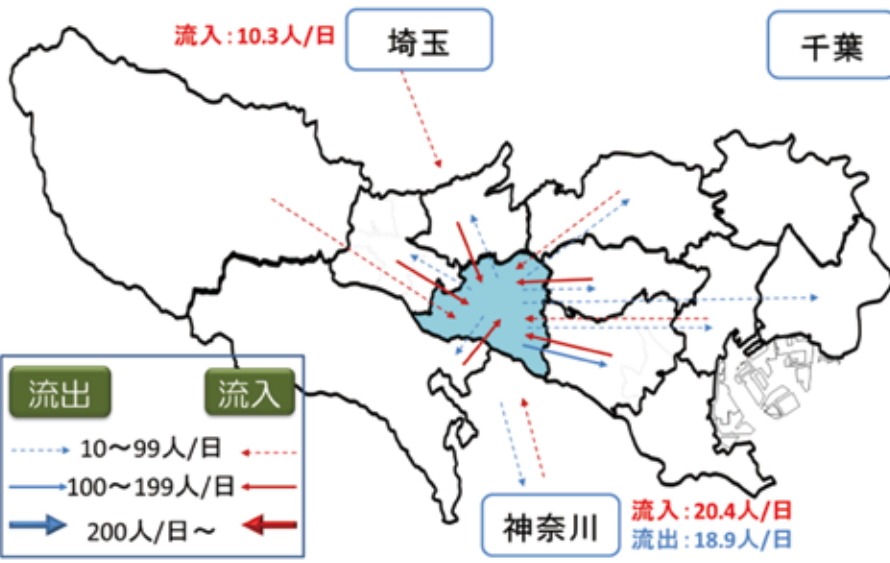 流入：10.3人/日
埼玉
千葉
流出
流入
10～99人/日
100～199人/日
200人/日～
神奈川
流入：20.4人/日
流出：18.9人/日